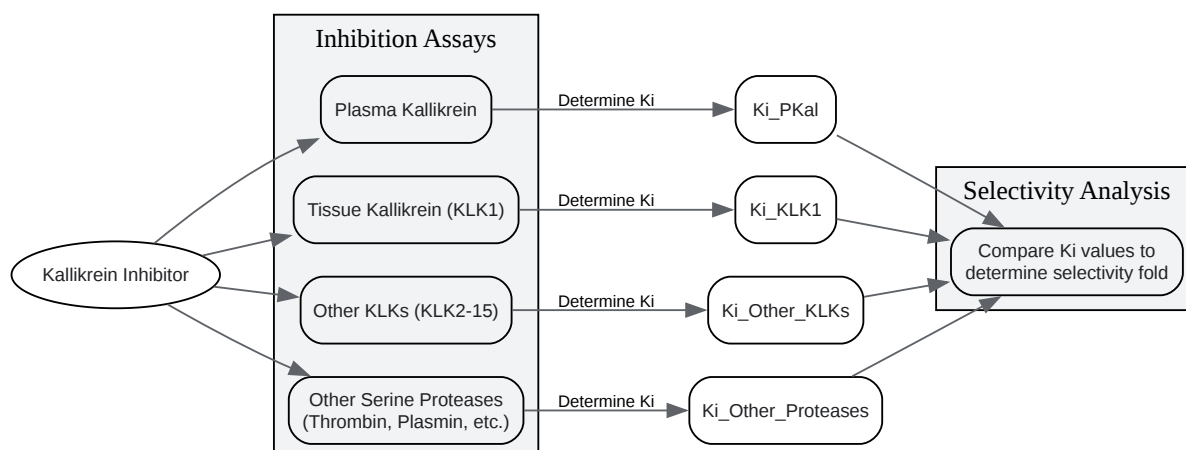 Inhibition Assays
Plasma Kallikrein
Determine Ki
Ki_PKal
Tissue Kallikrein (KLK1)
Determine Ki
Ki_KLK1
Selectivity Analysis
Compare Ki values to
determine selectivity fold
Kallikrein Inhibitor
Other KLKs (KLK2-15)
Determine Ki
Ki_Other_KLKs
Other Serine Proteases
(Thrombin, Plasmin, etc.)
Determine Ki
Ki_Other_Proteases